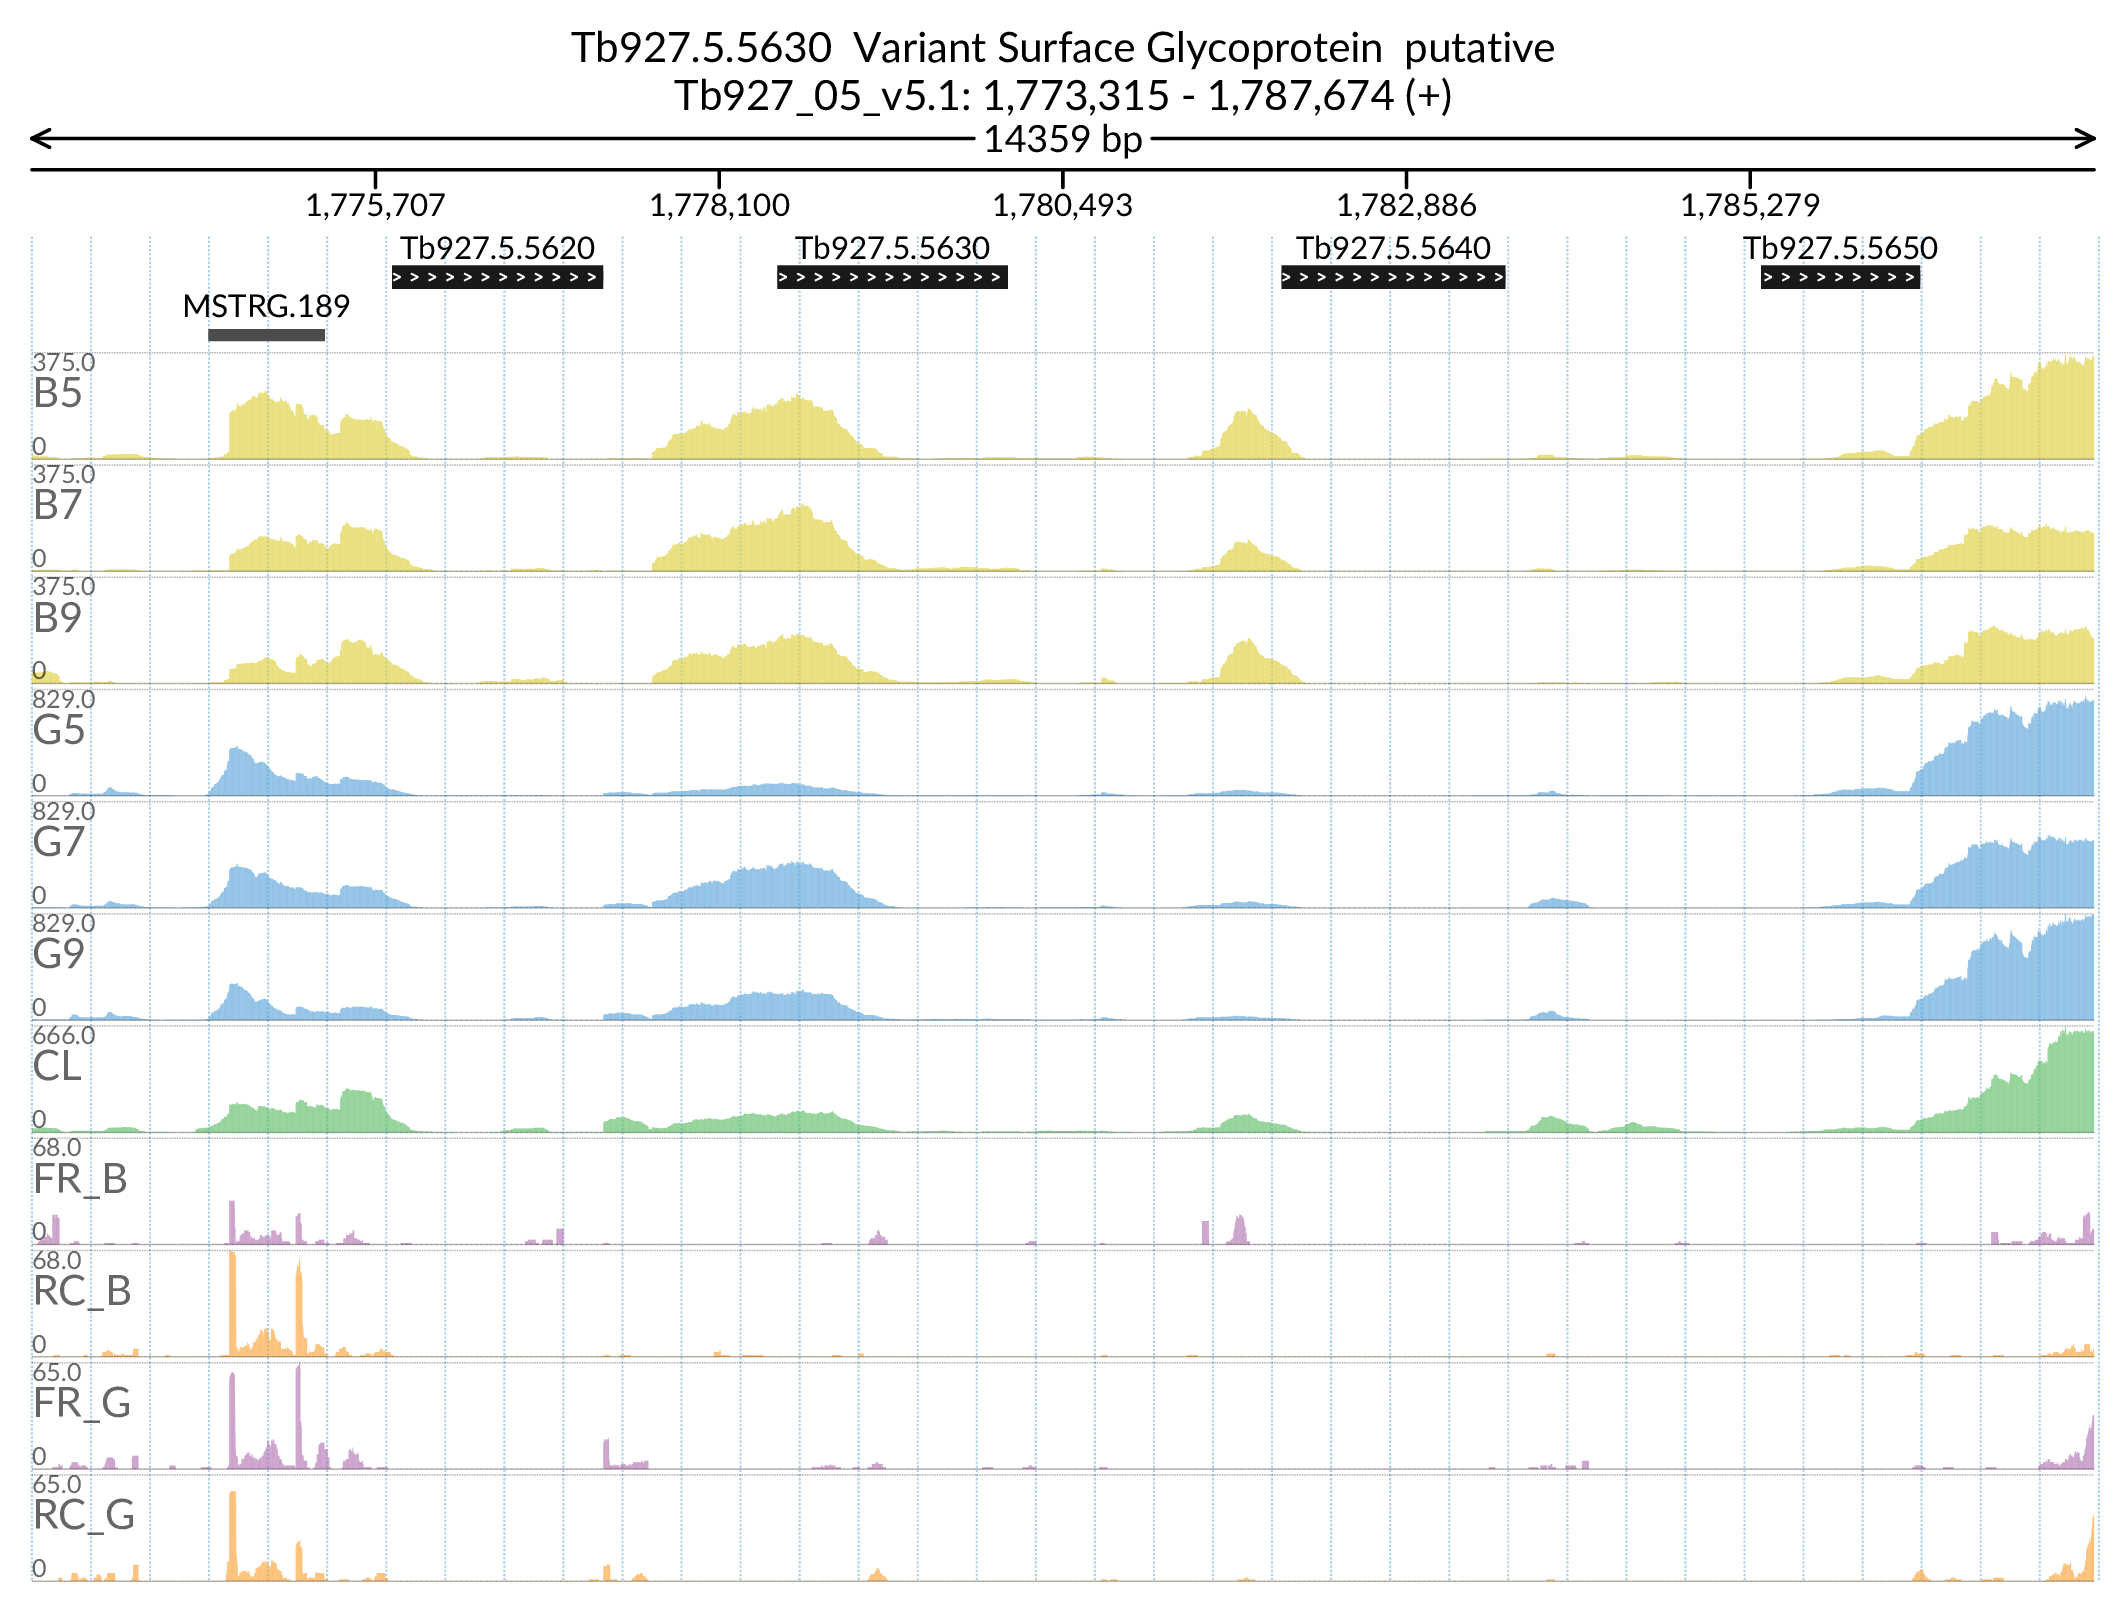 Tb927.5.5630  Variant Surface Glycoprotein  putative
Tb927_05_v5.1: 1,773,315 - 1,787,674 (+)
14359 bp
1,775,707 1,778,100 1,780,493 1,782,886 1,785,279
Tb927.5.5620 Tb927.5.5630 Tb927.5.5640 Tb927.5.5650
MSTRG.189
375.0
B5
0
375.0
B7
0
375.0
B9
0
829.0
G5
0
829.0
G7
0
829.0
G9
0
666.0
CL
0
68.0
FR_B
0
68.0
RC_B
0
65.0
FR_G
0
65.0
RC_G
0